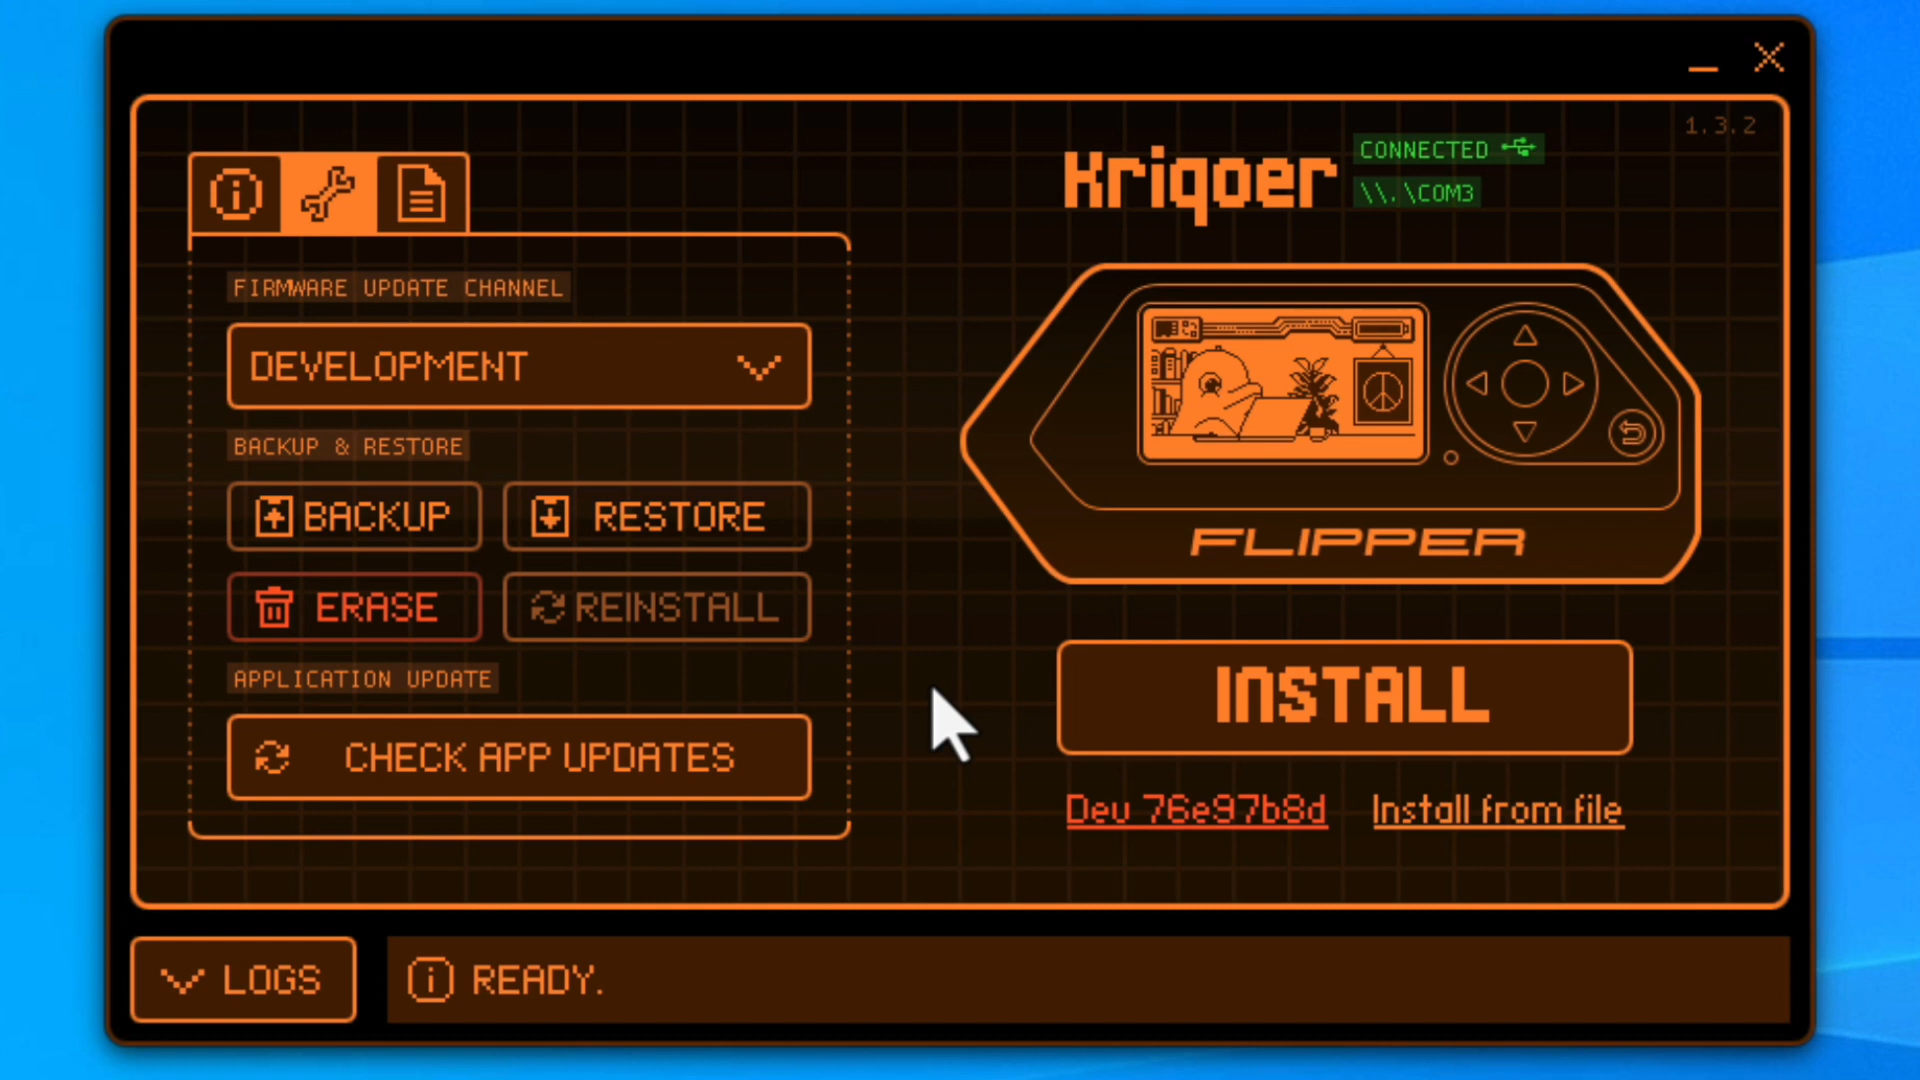 1.3.2
Kriqoer
CONNECTED
\\.\COM3
FIRMWARE UPDATE CHANNEL
DEVELOPMENT
BACKUP & RESTORE
BACKUP
RESTORE
ERASE
REINSTALL
APPLICATION UPDATE
CHECK APP UPDATES
FLIPPER
INSTALL
Dev 76e97b8d
Install from file
LOGS
READY.